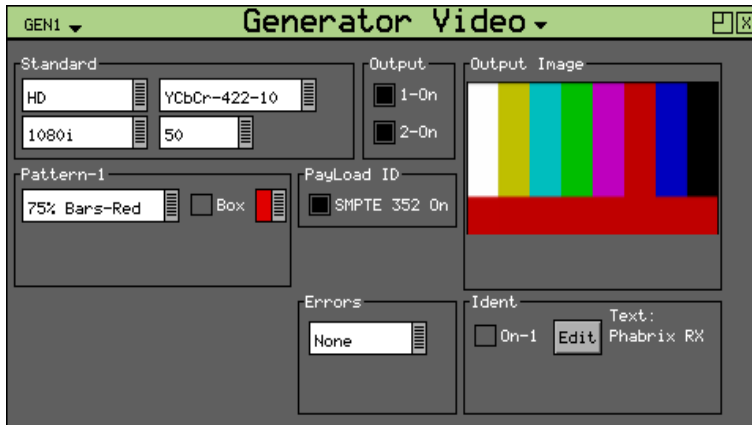 GEN1
Generator Video
Standard
HD
YCbCr-422-10
1080i
50
Output
1-On
2-On
Output Image
Pattern-1
75% Bars-Red
Box
PayLoad ID
SMPTE 352 On
Errors
None
Ident
On-1
Edit
Text:
Phabrix RX